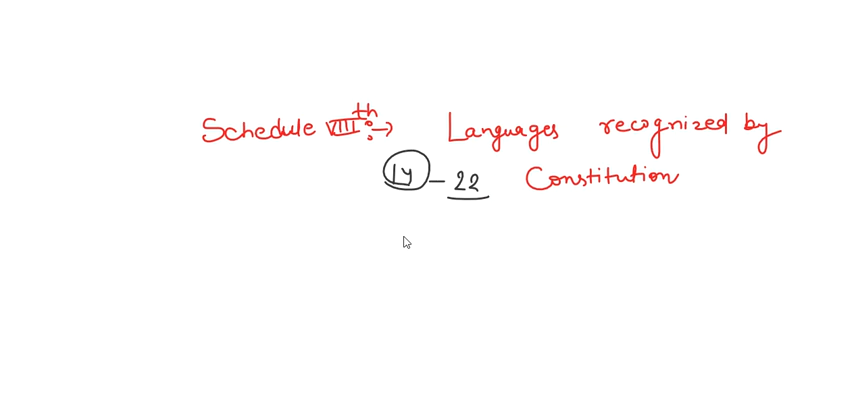 Schedule VIIIth :→ Languages recognized by
14 – 22 Constitution